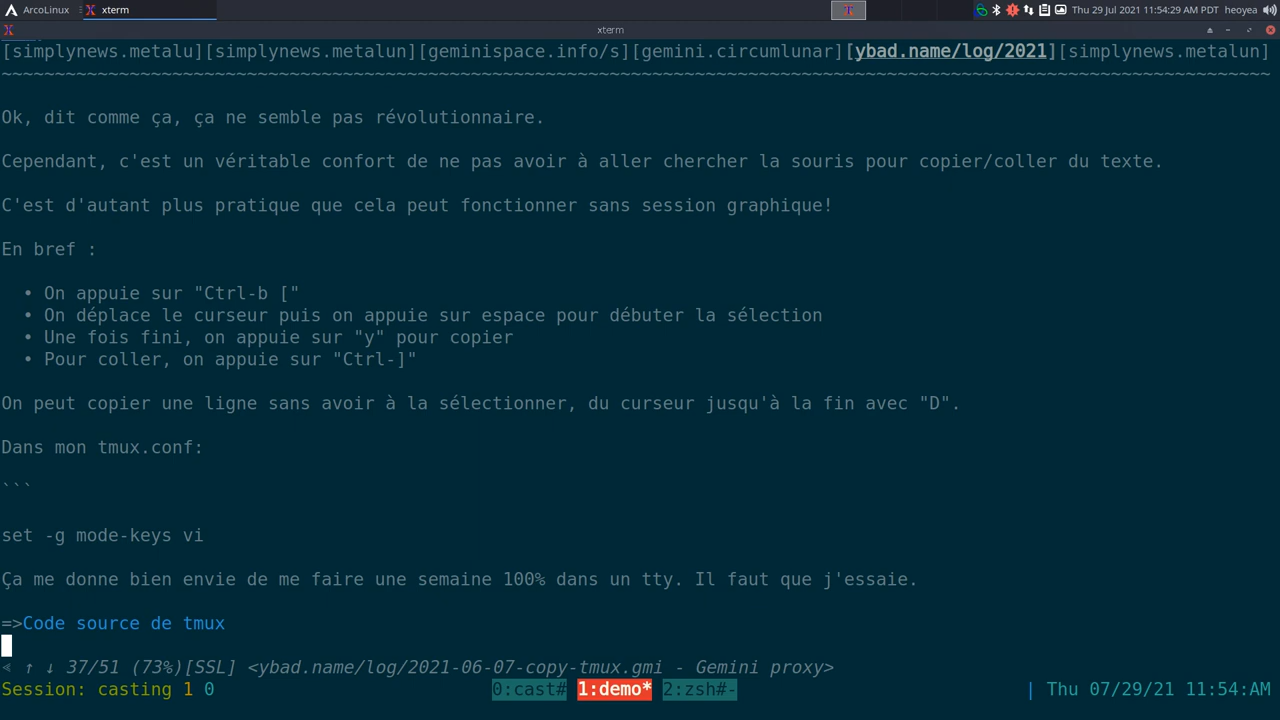 ArcoLinux xterm Thu 29 Jul 2021 11:54:29 AM PDT heoyea
xterm
[simplynews.metalu][simplynews.metalun][geminispace.info/s][gemini.circumlunar][ybad.name/log/2021][simplynews.metalun]
~~~~~~~~~~~~~~~~~~~~~~~~~~~~~~~~~~~~~~~~~~~~~~~~~~~~~~~~~~~~~~~~~~~~~~~~~~~~~~~~~~~~~~~~~~~~~~~~~~~~~~~~~~~~~~~~~~~~~~~
Ok, dit comme ça, ça ne semble pas révolutionnaire.
Cependant, c'est un véritable confort de ne pas avoir à aller chercher la souris pour copier/coller du texte.
C'est d'autant plus pratique que cela peut fonctionner sans session graphique!
En bref :
• On appuie sur "Ctrl-b ["
• On déplace le curseur puis on appuie sur espace pour débuter la sélection
• Une fois fini, on appuie sur "y" pour copier
• Pour coller, on appuie sur "Ctrl-]"
On peut copier une ligne sans avoir à la sélectionner, du curseur jusqu'à la fin avec "D".
Dans mon tmux.conf:
```
set -g mode-keys vi
Ça me donne bien envie de me faire une semaine 100% dans un tty. Il faut que j'essaie.
=>Code source de tmux
⋖ ↑ ↓ 37/51 (73%)[SSL] <ybad.name/log/2021-06-07-copy-tmux.gmi - Gemini proxy>
Session: casting 1 0 0:cast# 1:demo* 2:zsh#- | Thu 07/29/21 11:54:AM